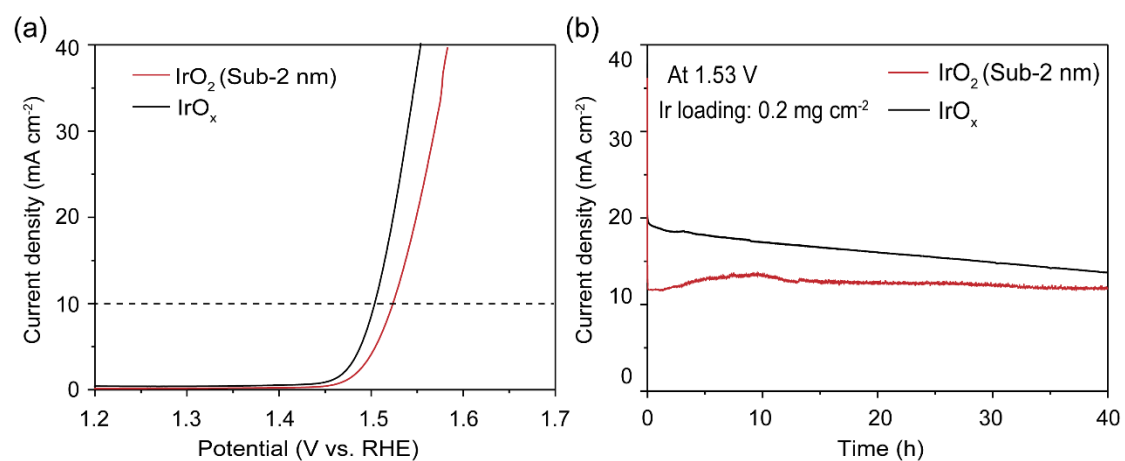 (a)
Current density (mA cm-2)
40
30
20
10
0
IrO2 (Sub-2 nm)
IrOx
1.2 1.3 1.4 1.5 1.6 1.7
Potential (V vs. RHE)
(b)
Current density (mA cm-2)
40
30
20
10
0
At 1.53 V
Ir loading: 0.2 mg cm-2
IrO2 (Sub-2 nm)
IrOx
0 10 20 30 40
Time (h)